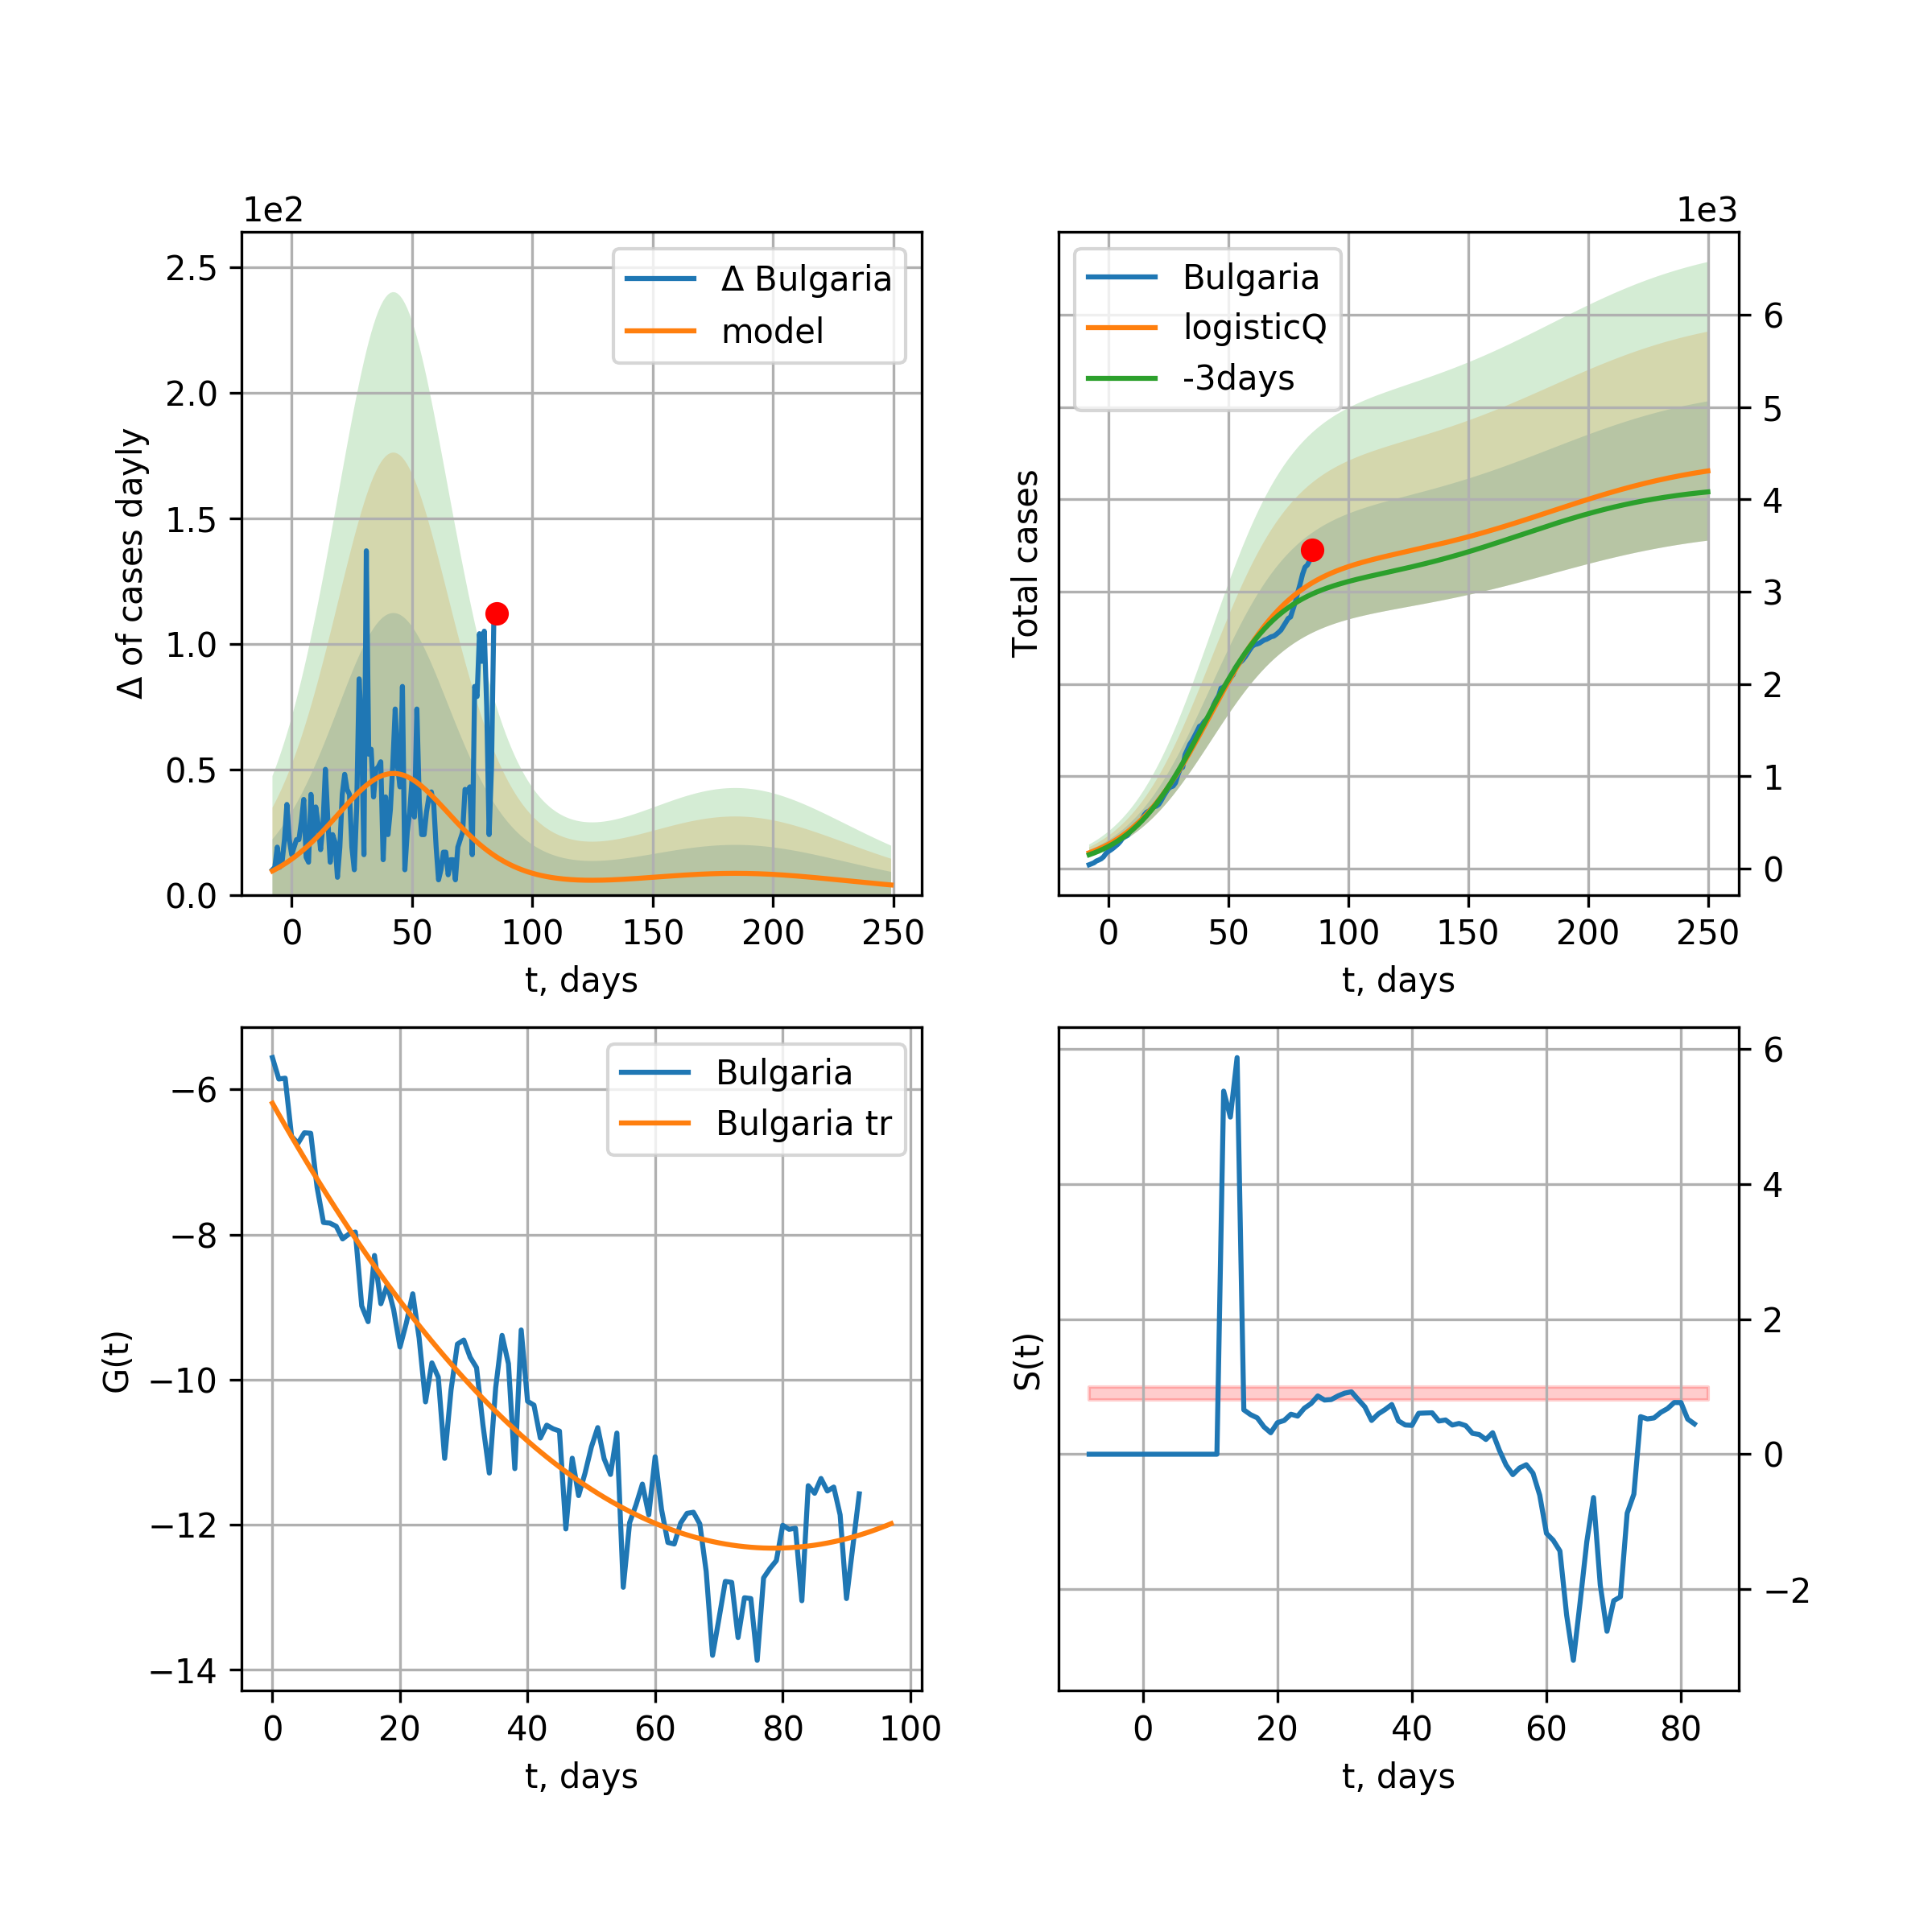 1e2
2.5
2.0
1.5
1.0
0.5
0.0
Δ of cases dayly
Δ Bulgaria
model
0 50 100 150 200 250
t, days
1e3
Bulgaria
logisticQ
-3days
Total cases
6
5
4
3
2
1
0
0 50 100 150 200 250
t, days
−6
−8
−10
−12
−14
G(t)
Bulgaria
Bulgaria tr
0 20 40 60 80 100
t, days
S(t)
6
4
2
0
−2
0 20 40 60 80
t, days